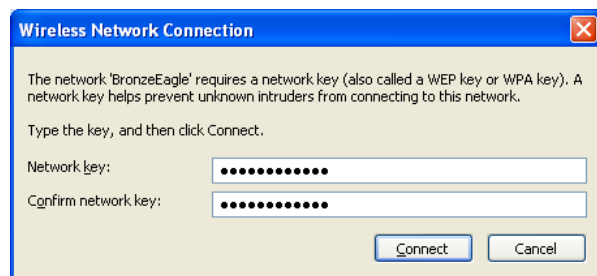 Wireless Network Connection
The network 'BronzeEagle' requires a network key (also called a WEP key or WPA key). A
network key helps prevent unknown intruders from connecting to this network.
Type the key, and then click Connect.
Network key: ●●●●●●●●●●●●
Confirm network key: ●●●●●●●●●●●●
Connect Cancel